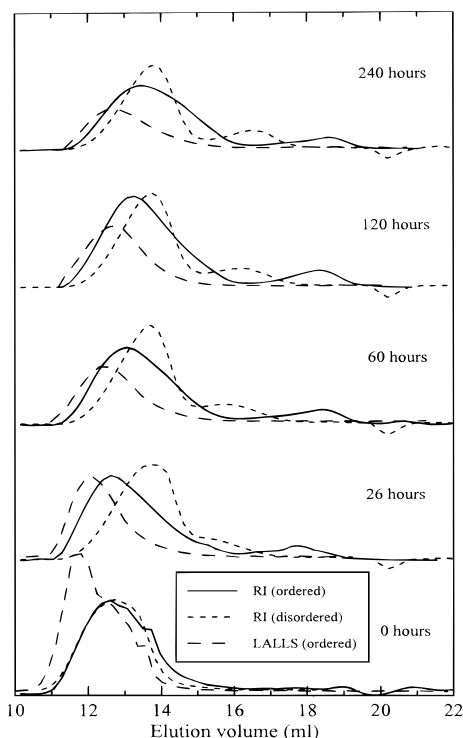 240 hours
120 hours
60 hours
26 hours
RI (ordered)
RI (disordered)
LALLS (ordered)
0 hours
10 12 14 16 18 20 22
Elution volume (ml)